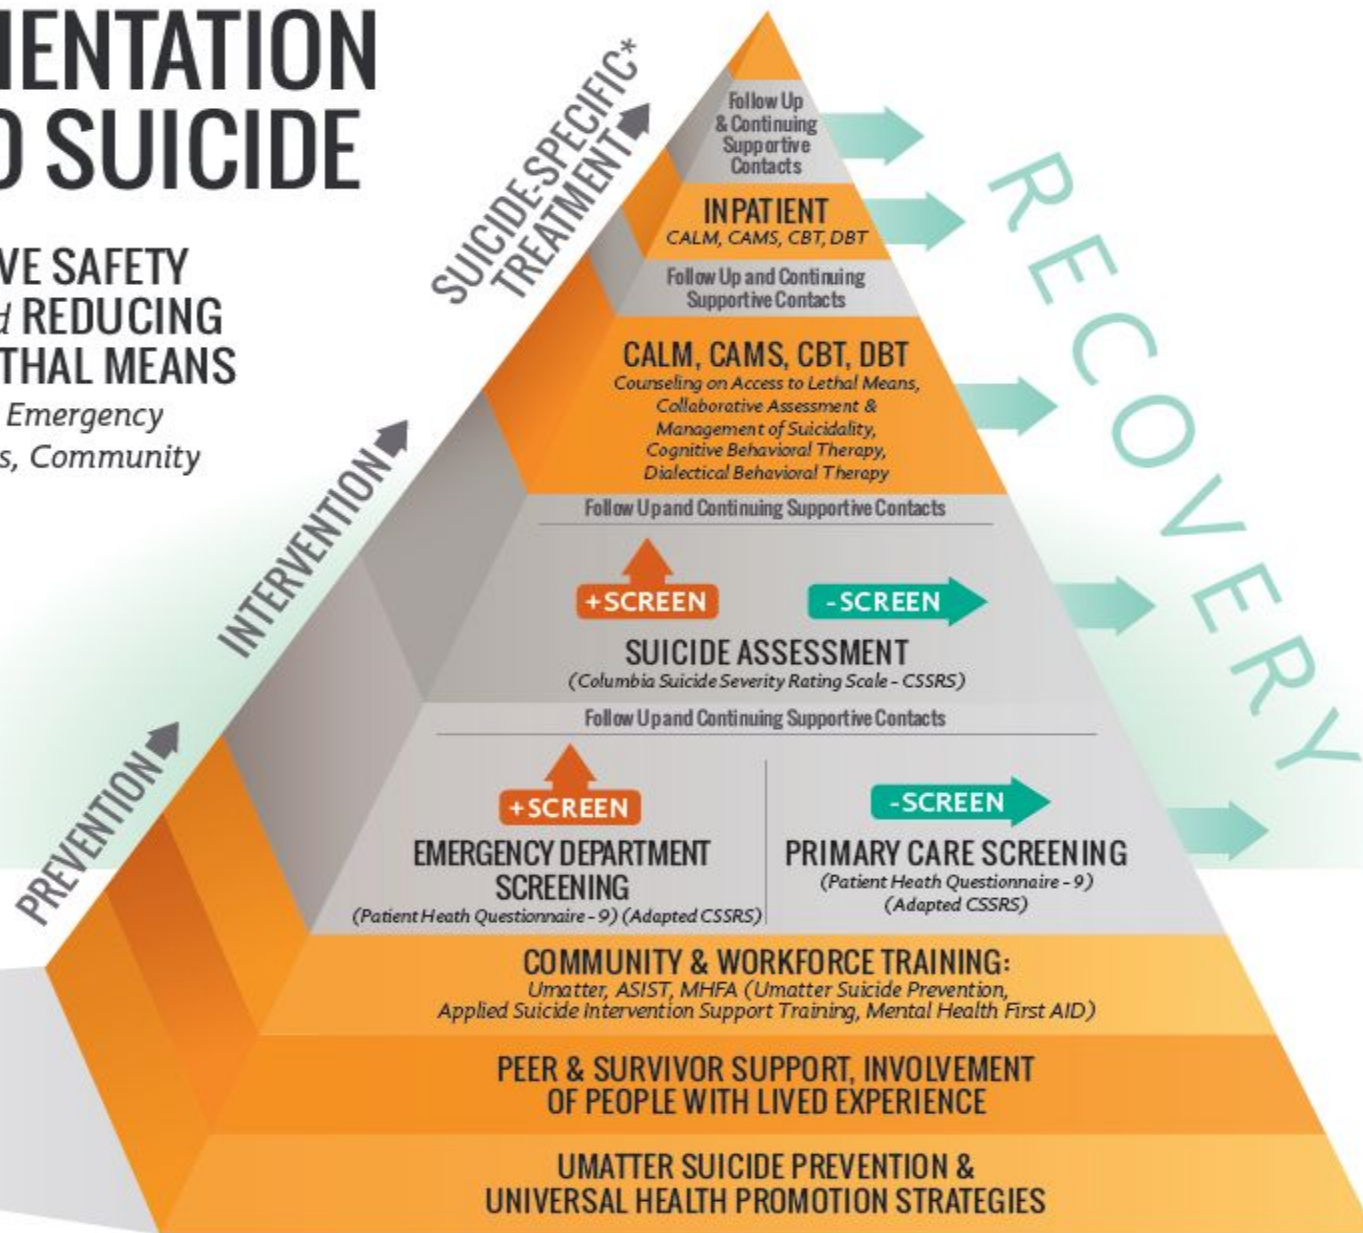 IENTATION
O SUICIDE
VE SAFETY
d REDUCING
THAL MEANS
Emergency
s, Community
SUICIDE-SPECIFIC*
TREATMENT
INTERVENTION
PREVENTION
Follow Up
& Continuing
Supportive
Contacts
INPATIENT
CALM, CAMS, CBT, DBT
Follow Up and Continuing
Supportive Contacts
CALM, CAMS, CBT, DBT
Counseling on Access to Lethal Means,
Collaborative Assessment &
Management of Suicidality,
Cognitive Behavioral Therapy,
Dialectical Behavioral Therapy
Follow Up and Continuing Supportive Contacts
+SCREEN
-SCREEN
SUICIDE ASSESSMENT
(Columbia Suicide Severity Rating Scale - CSSRS)
Follow Up and Continuing Supportive Contacts
+SCREEN
EMERGENCY DEPARTMENT
SCREENING
(Patient Heath Questionnaire - 9) (Adapted CSSRS)
-SCREEN
PRIMARY CARE SCREENING
(Patient Heath Questionnaire - 9)
(Adapted CSSRS)
COMMUNITY & WORKFORCE TRAINING:
Umatter, ASIST, MHFA (Umatter Suicide Prevention,
Applied Suicide Intervention Support Training, Mental Health First AID)
PEER & SURVIVOR SUPPORT, INVOLVEMENT
OF PEOPLE WITH LIVED EXPERIENCE
UMATTER SUICIDE PREVENTION &
UNIVERSAL HEALTH PROMOTION STRATEGIES
RECOVERY